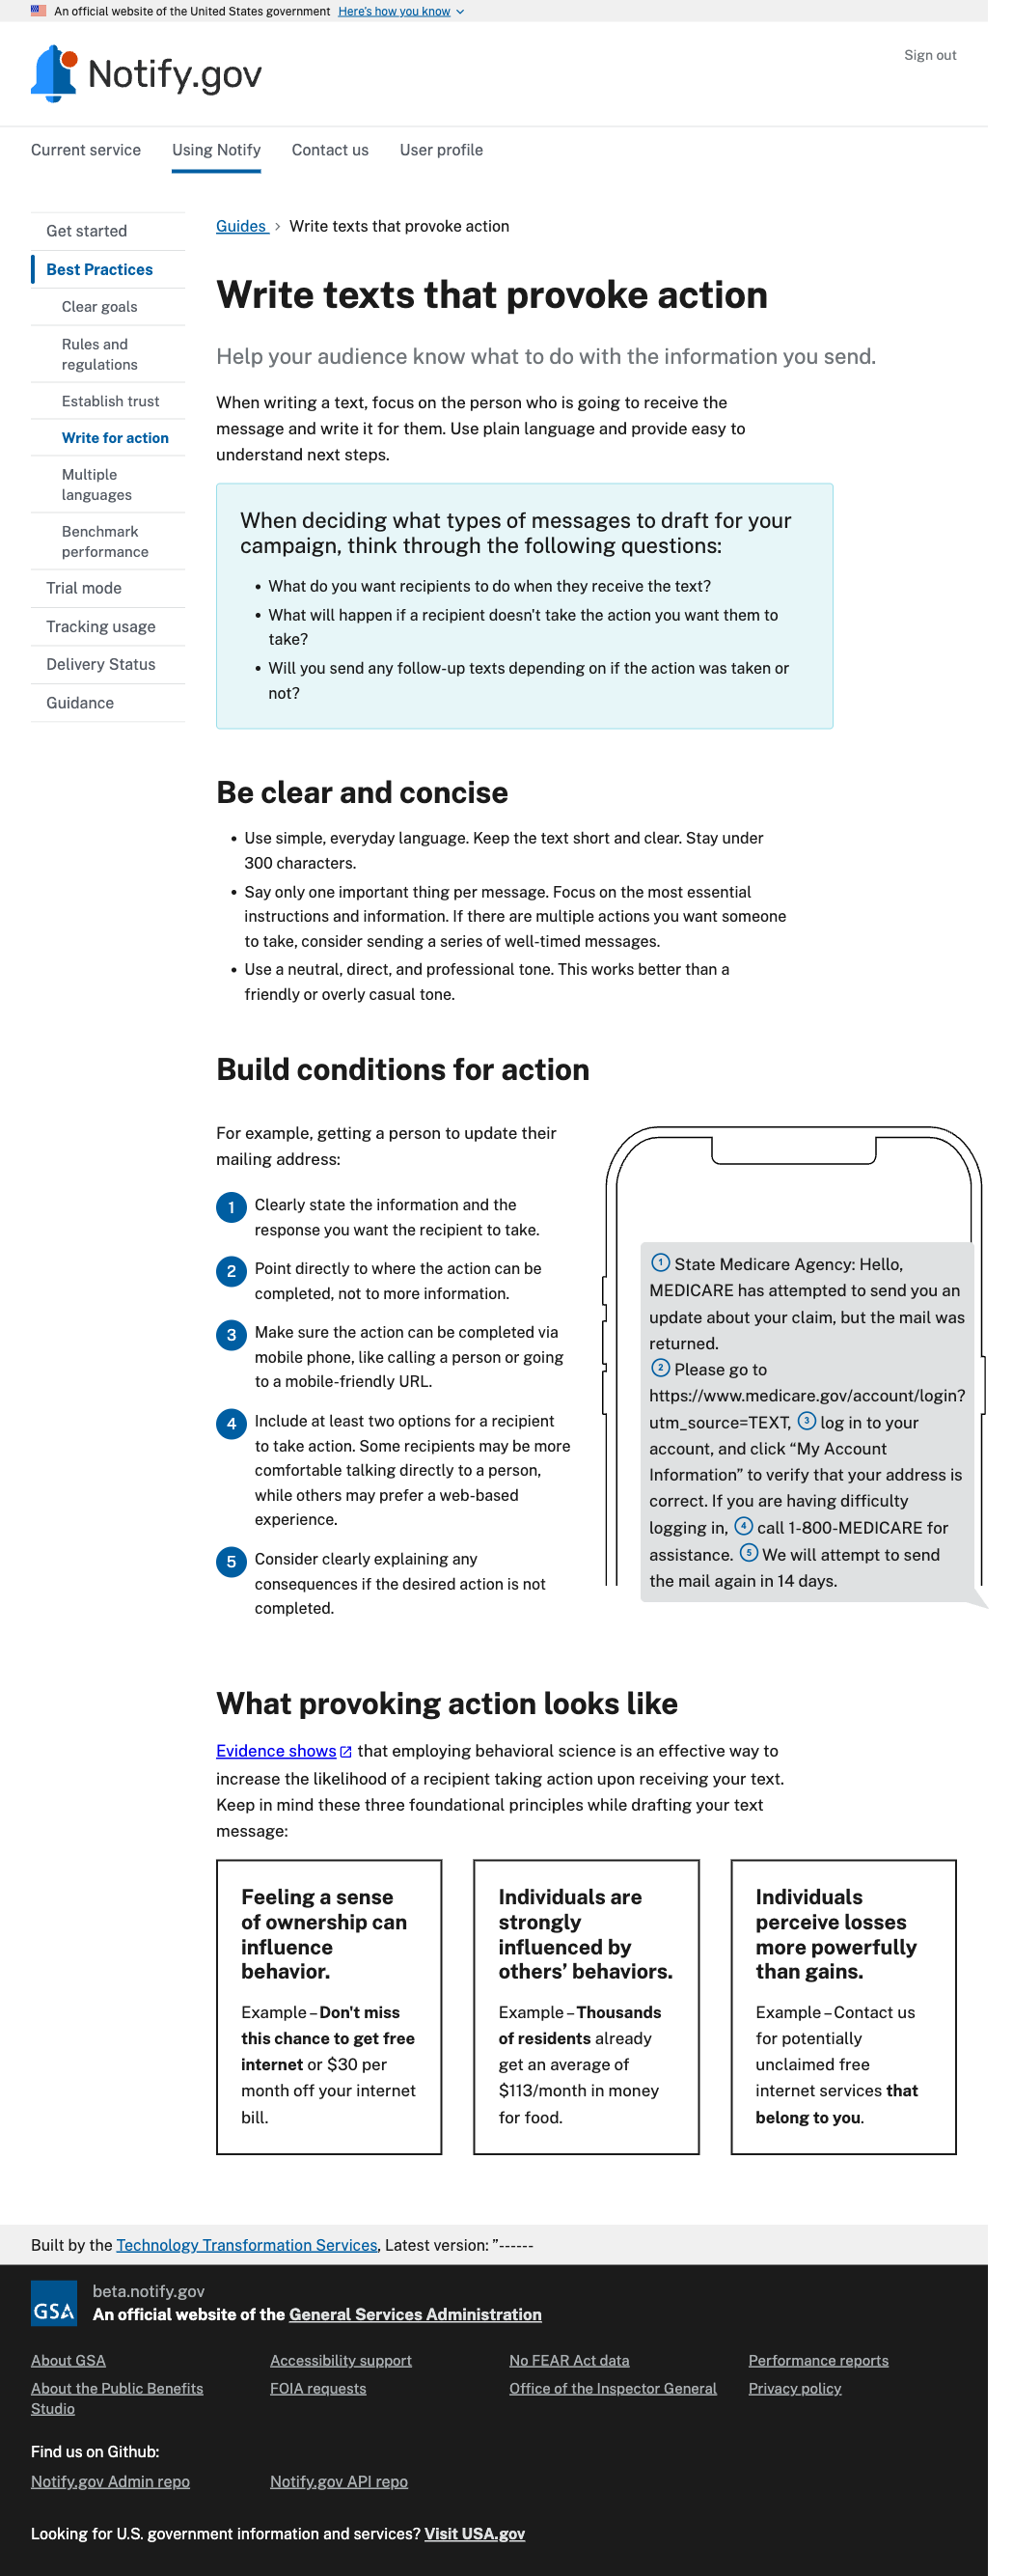 An official website of the United States government Here's how you know
Notify.gov
Sign out
Current service Using Notify Contact us User profile
Get started
Best Practices
Clear goals
Rules and
regulations
Establish trust
Write for action
Multiple
languages
Benchmark
performance
Trial mode
Tracking usage
Delivery Status
Guidance
Guides > Write texts that provoke action
Write texts that provoke action
Help your audience know what to do with the information you send.
When writing a text, focus on the person who is going to receive the
message and write it for them. Use plain language and provide easy to
understand next steps.
When deciding what types of messages to draft for your
campaign, think through the following questions:
• What do you want recipients to do when they receive the text?
• What will happen if a recipient doesn't take the action you want them to
take?
• Will you send any follow-up texts depending on if the action was taken or
not?
Be clear and concise
• Use simple, everyday language. Keep the text short and clear. Stay under
300 characters.
• Say only one important thing per message. Focus on the most essential
instructions and information. If there are multiple actions you want someone
to take, consider sending a series of well-timed messages.
• Use a neutral, direct, and professional tone. This works better than a
friendly or overly casual tone.
Build conditions for action
For example, getting a person to update their
mailing address:
1 Clearly state the information and the
response you want the recipient to take.
2 Point directly to where the action can be
completed, not to more information.
3 Make sure the action can be completed via
mobile phone, like calling a person or going
to a mobile-friendly URL.
4 Include at least two options for a recipient
to take action. Some recipients may be more
comfortable talking directly to a person,
while others may prefer a web-based
experience.
5 Consider clearly explaining any
consequences if the desired action is not
completed.
1 State Medicare Agency: Hello,
MEDICARE has attempted to send you an
update about your claim, but the mail was
returned.
2 Please go to
https://www.medicare.gov/account/login?
utm_source=TEXT, 3 log in to your
account, and click “My Account
Information” to verify that your address is
correct. If you are having difficulty
logging in, 4 call 1-800-MEDICARE for
assistance. 5 We will attempt to send
the mail again in 14 days.
What provoking action looks like
Evidence shows that employing behavioral science is an effective way to
increase the likelihood of a recipient taking action upon receiving your text.
Keep in mind these three foundational principles while drafting your text
message:
Feeling a sense
of ownership can
influence
behavior.
Example – Don't miss
this chance to get free
internet or $30 per
month off your internet
bill.
Individuals are
strongly
influenced by
others’ behaviors.
Example – Thousands
of residents already
get an average of
$113/month in money
for food.
Individuals
perceive losses
more powerfully
than gains.
Example – Contact us
for potentially
unclaimed free
internet services that
belong to you.
Built by the Technology Transformation Services, Latest version: ”------
GSA
beta.notify.gov
An official website of the General Services Administration
About GSA Accessibility support No FEAR Act data Performance reports
About the Public Benefits
Studio
FOIA requests Office of the Inspector General Privacy policy
Find us on Github:
Notify.gov Admin repo Notify.gov API repo
Looking for U.S. government information and services? Visit USA.gov